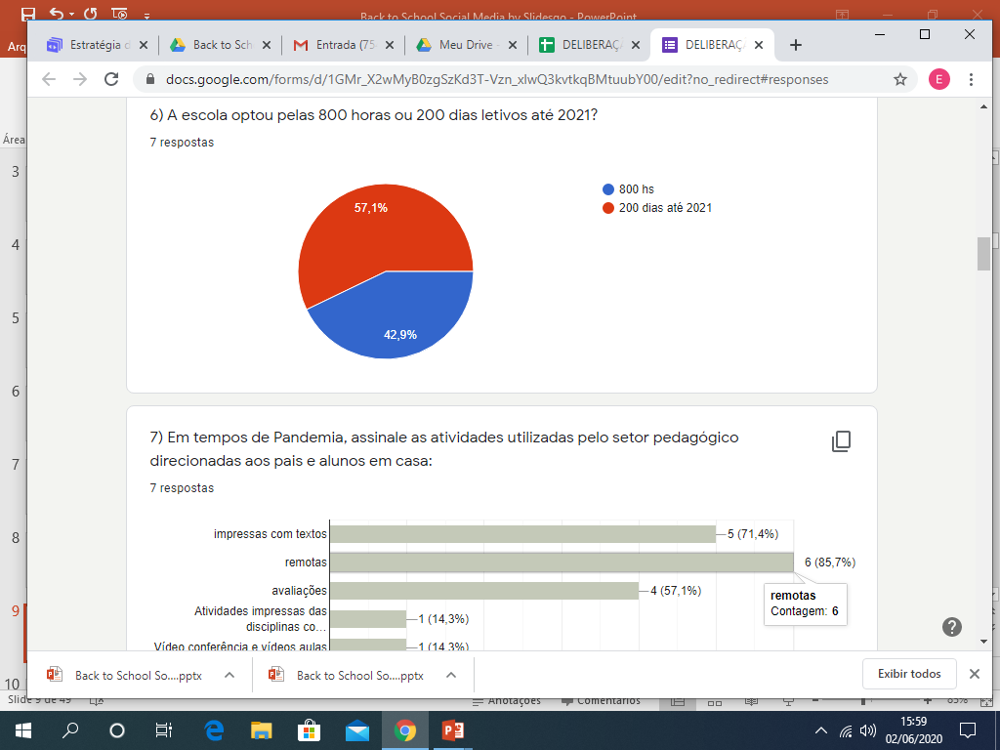 Back to School Social Media by Slidesgo - PowerPoint
Arq
Estratégia d
Back to Sch
Entrada (75
Meu Drive -
DELIBERAÇ
DELIBERAÇ
docs.google.com/forms/d/1GMr_X2wMyB0zgSzKd3T-Vzn_xlwQ3kvtkqBMtuubY00/edit?no_redirect#responses
E
Área
3
4
5
6
7
8
9
10
6) A escola optou pelas 800 horas ou 200 dias letivos até 2021?
7 respostas
57,1%
42,9%
800 hs
200 dias até 2021
7) Em tempos de Pandemia, assinale as atividades utilizadas pelo setor pedagógico
direcionadas aos pais e alunos em casa:
7 respostas
impressas com textos
5 (71,4%)
remotas
6 (85,7%)
avaliações
4 (57,1%)
remotas
Contagem: 6
Atividades impressas das
disciplinas co...
1 (14,3%)
Vídeo conferência e vídeos aulas
1 (14,3%)
Back to School So....pptx
Back to School So....pptx
Exibir todos
Slide 9 de 49
Anotações
Comentários
83%
15:59
02/06/2020